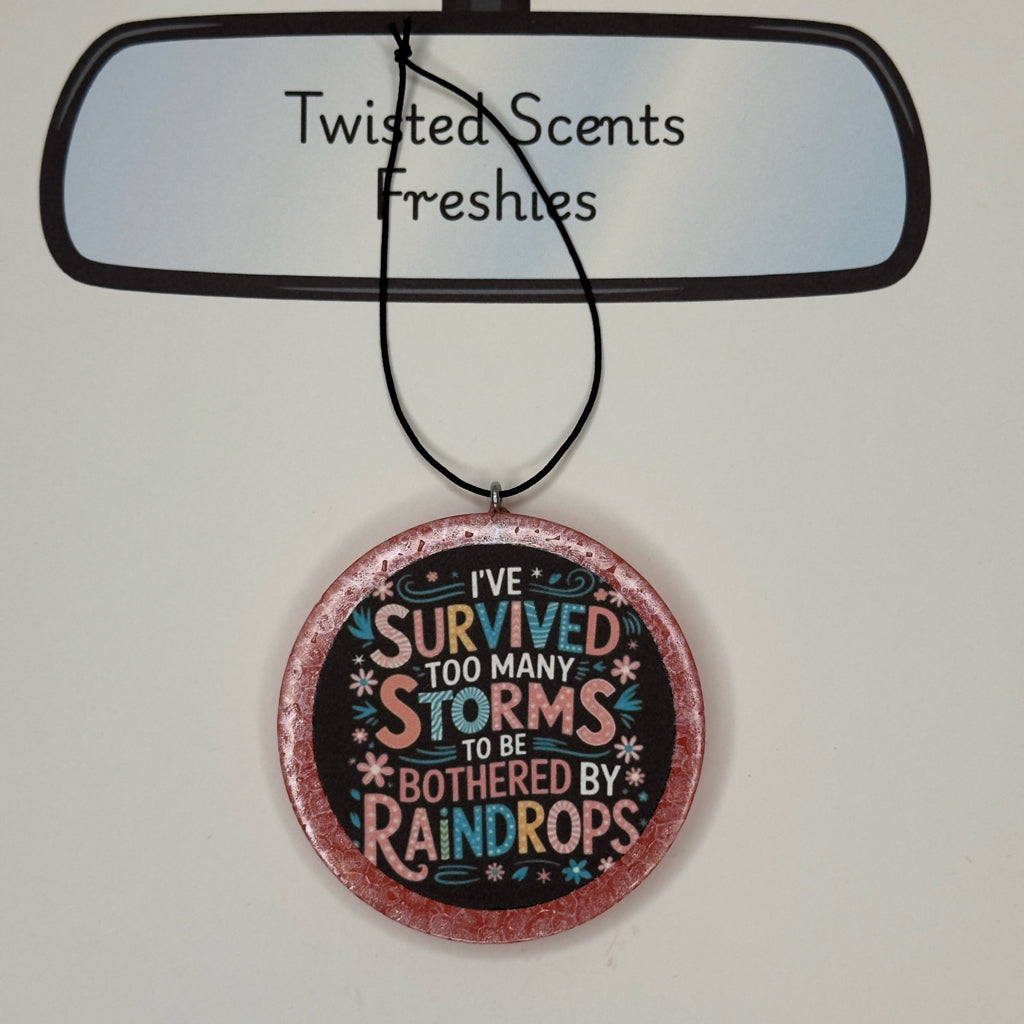 Twisted Scents
Freshies
I'VE
SURVIVED
TOO MANY
STORMS
TO BE
BOTHERED BY
RAiNDROPS